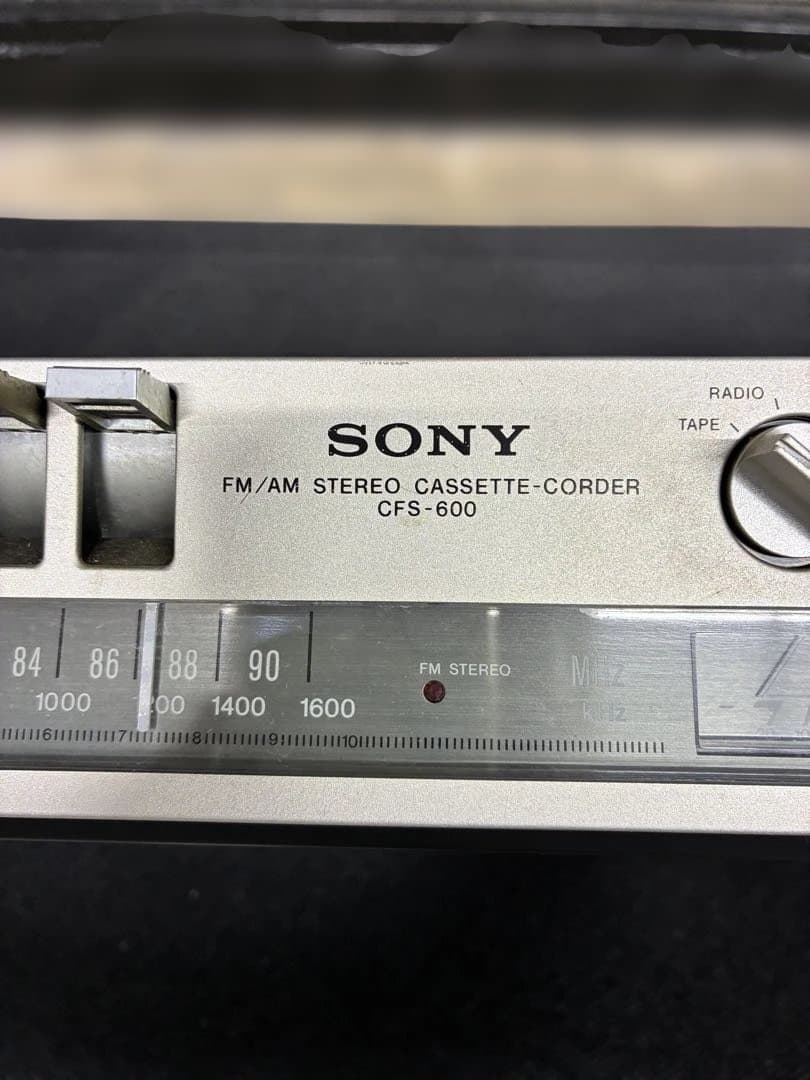 RADIO
TAPE
SONY
FM/AM STEREO CASSETTE-CORDER
CFS-600
84 86 88 90 MHz
FM STEREO
1000 1400 1600 kHz
6 7 8 9 10